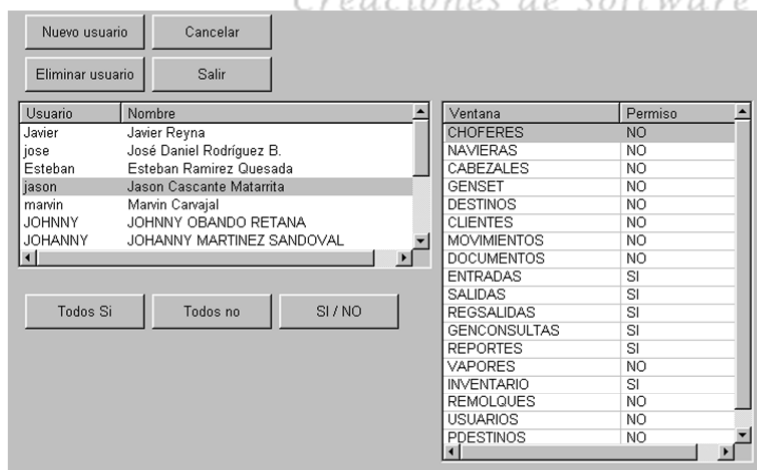 Creaciones de Software
Nuevo usuario Cancelar
Eliminar usuario Salir
Usuario Nombre
Javier Javier Reyna
jose José Daniel Rodríguez B.
Esteban Esteban Ramirez Quesada
jason Jason Cascante Matarrita
marvin Marvin Carvajal
JOHNNY JOHNNY OBANDO RETANA
JOHANNY JOHANNY MARTINEZ SANDOVAL
Todos Si Todos no SI / NO
Ventana Permiso
CHOFERES NO
NAVIERAS NO
CABEZALES NO
GENSET NO
DESTINOS NO
CLIENTES NO
MOVIMIENTOS NO
DOCUMENTOS NO
ENTRADAS SI
SALIDAS SI
REGSALIDAS SI
GENCONSULTAS SI
REPORTES SI
VAPORES NO
INVENTARIO SI
REMOLQUES NO
USUARIOS NO
PDESTINOS NO